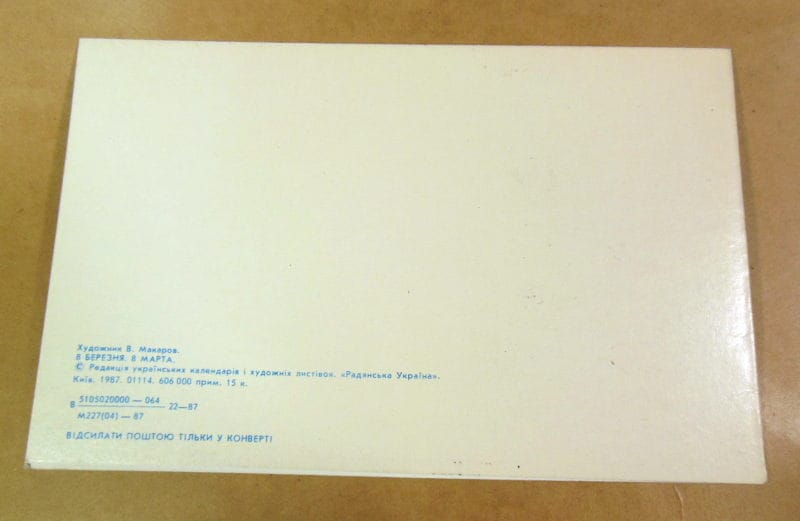 Художник В. Макаров.
8 БЕРЕЗНЯ. 8 МАРТА.
© Редакція українських календарів і художніх листівок. «Радянська Україна».
Київ. 1987. 01114. 606 000 прим. 15 к.
В 5105020000 — 064 22—87
М227(04) — 87
ВІДСИЛАТИ ПОШТОЮ ТІЛЬКИ У КОНВЕРТІ